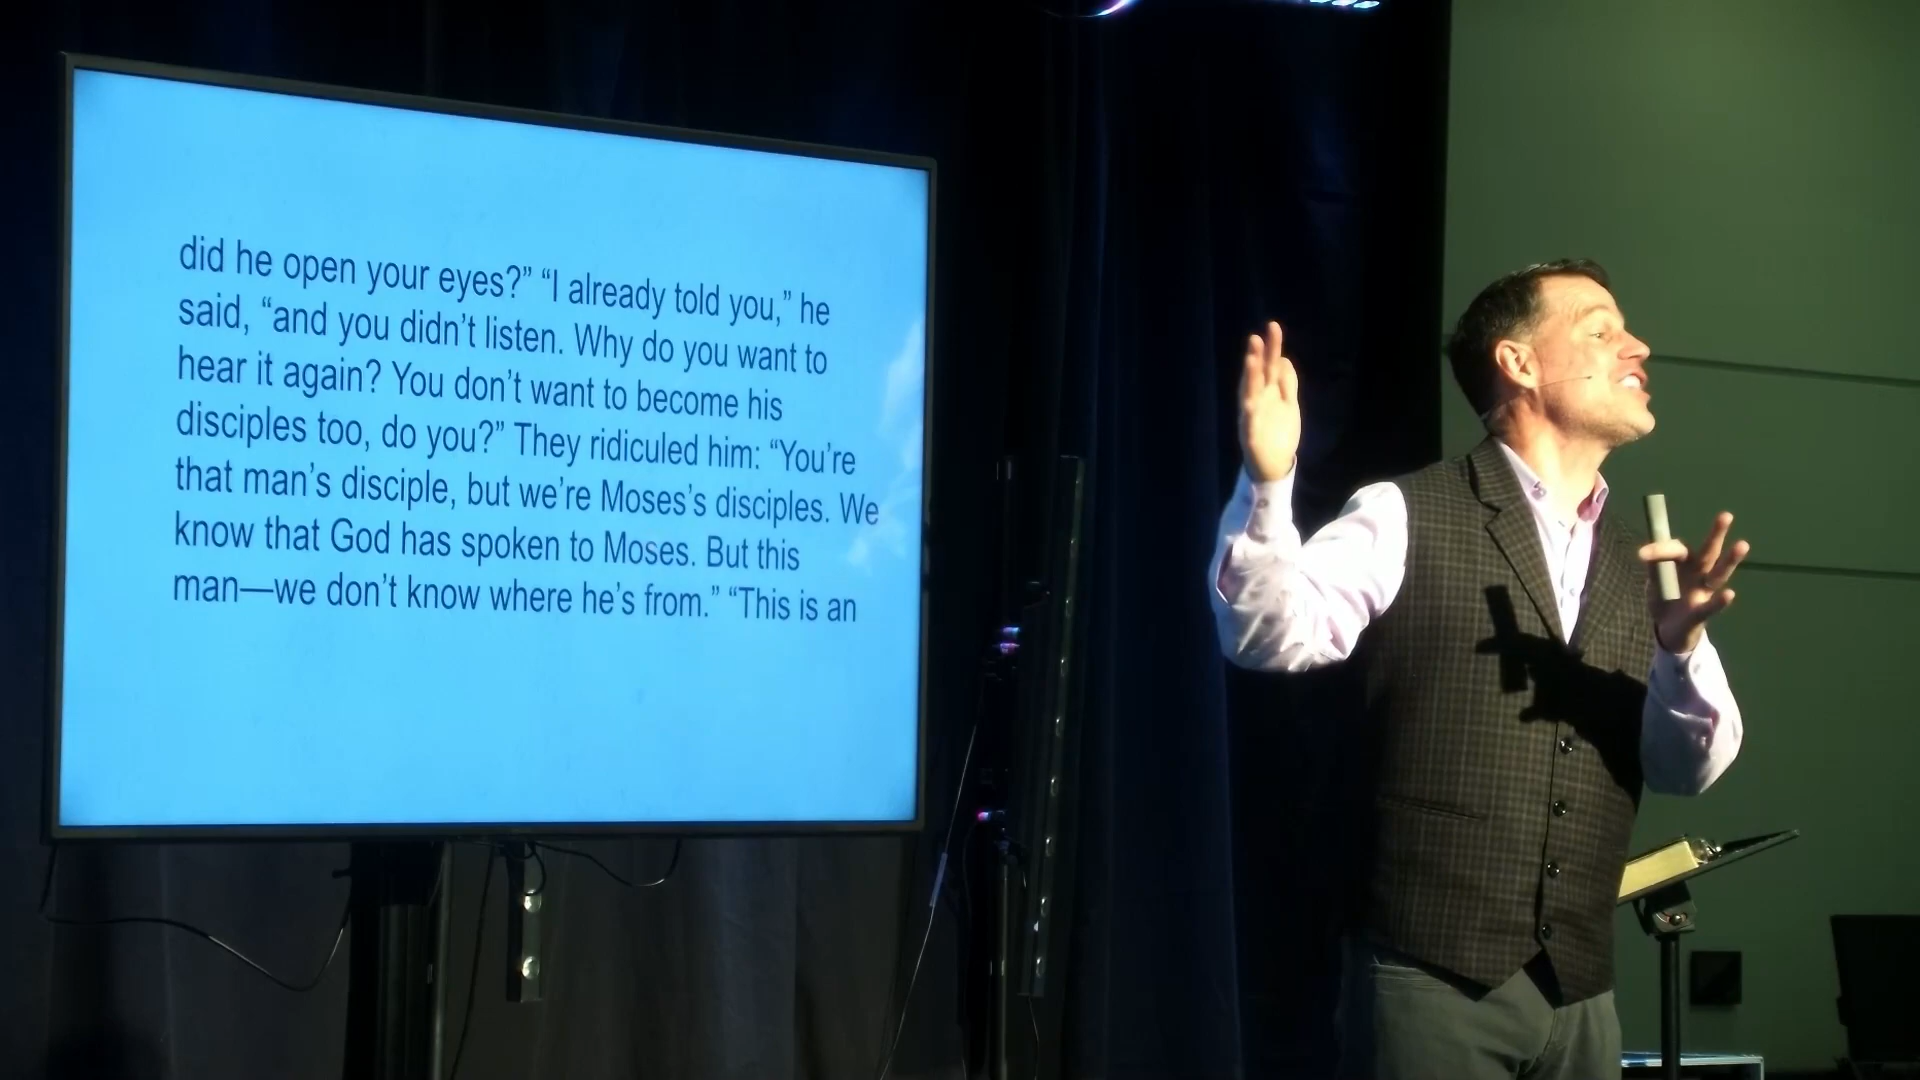 did he open your eyes?” “I already told you,” he
said, “and you didn’t listen. Why do you want to
hear it again? You don’t want to become his
disciples too, do you?” They ridiculed him: “You’re
that man’s disciple, but we’re Moses’s disciples. We
know that God has spoken to Moses. But this
man—we don’t know where he’s from.” “This is an